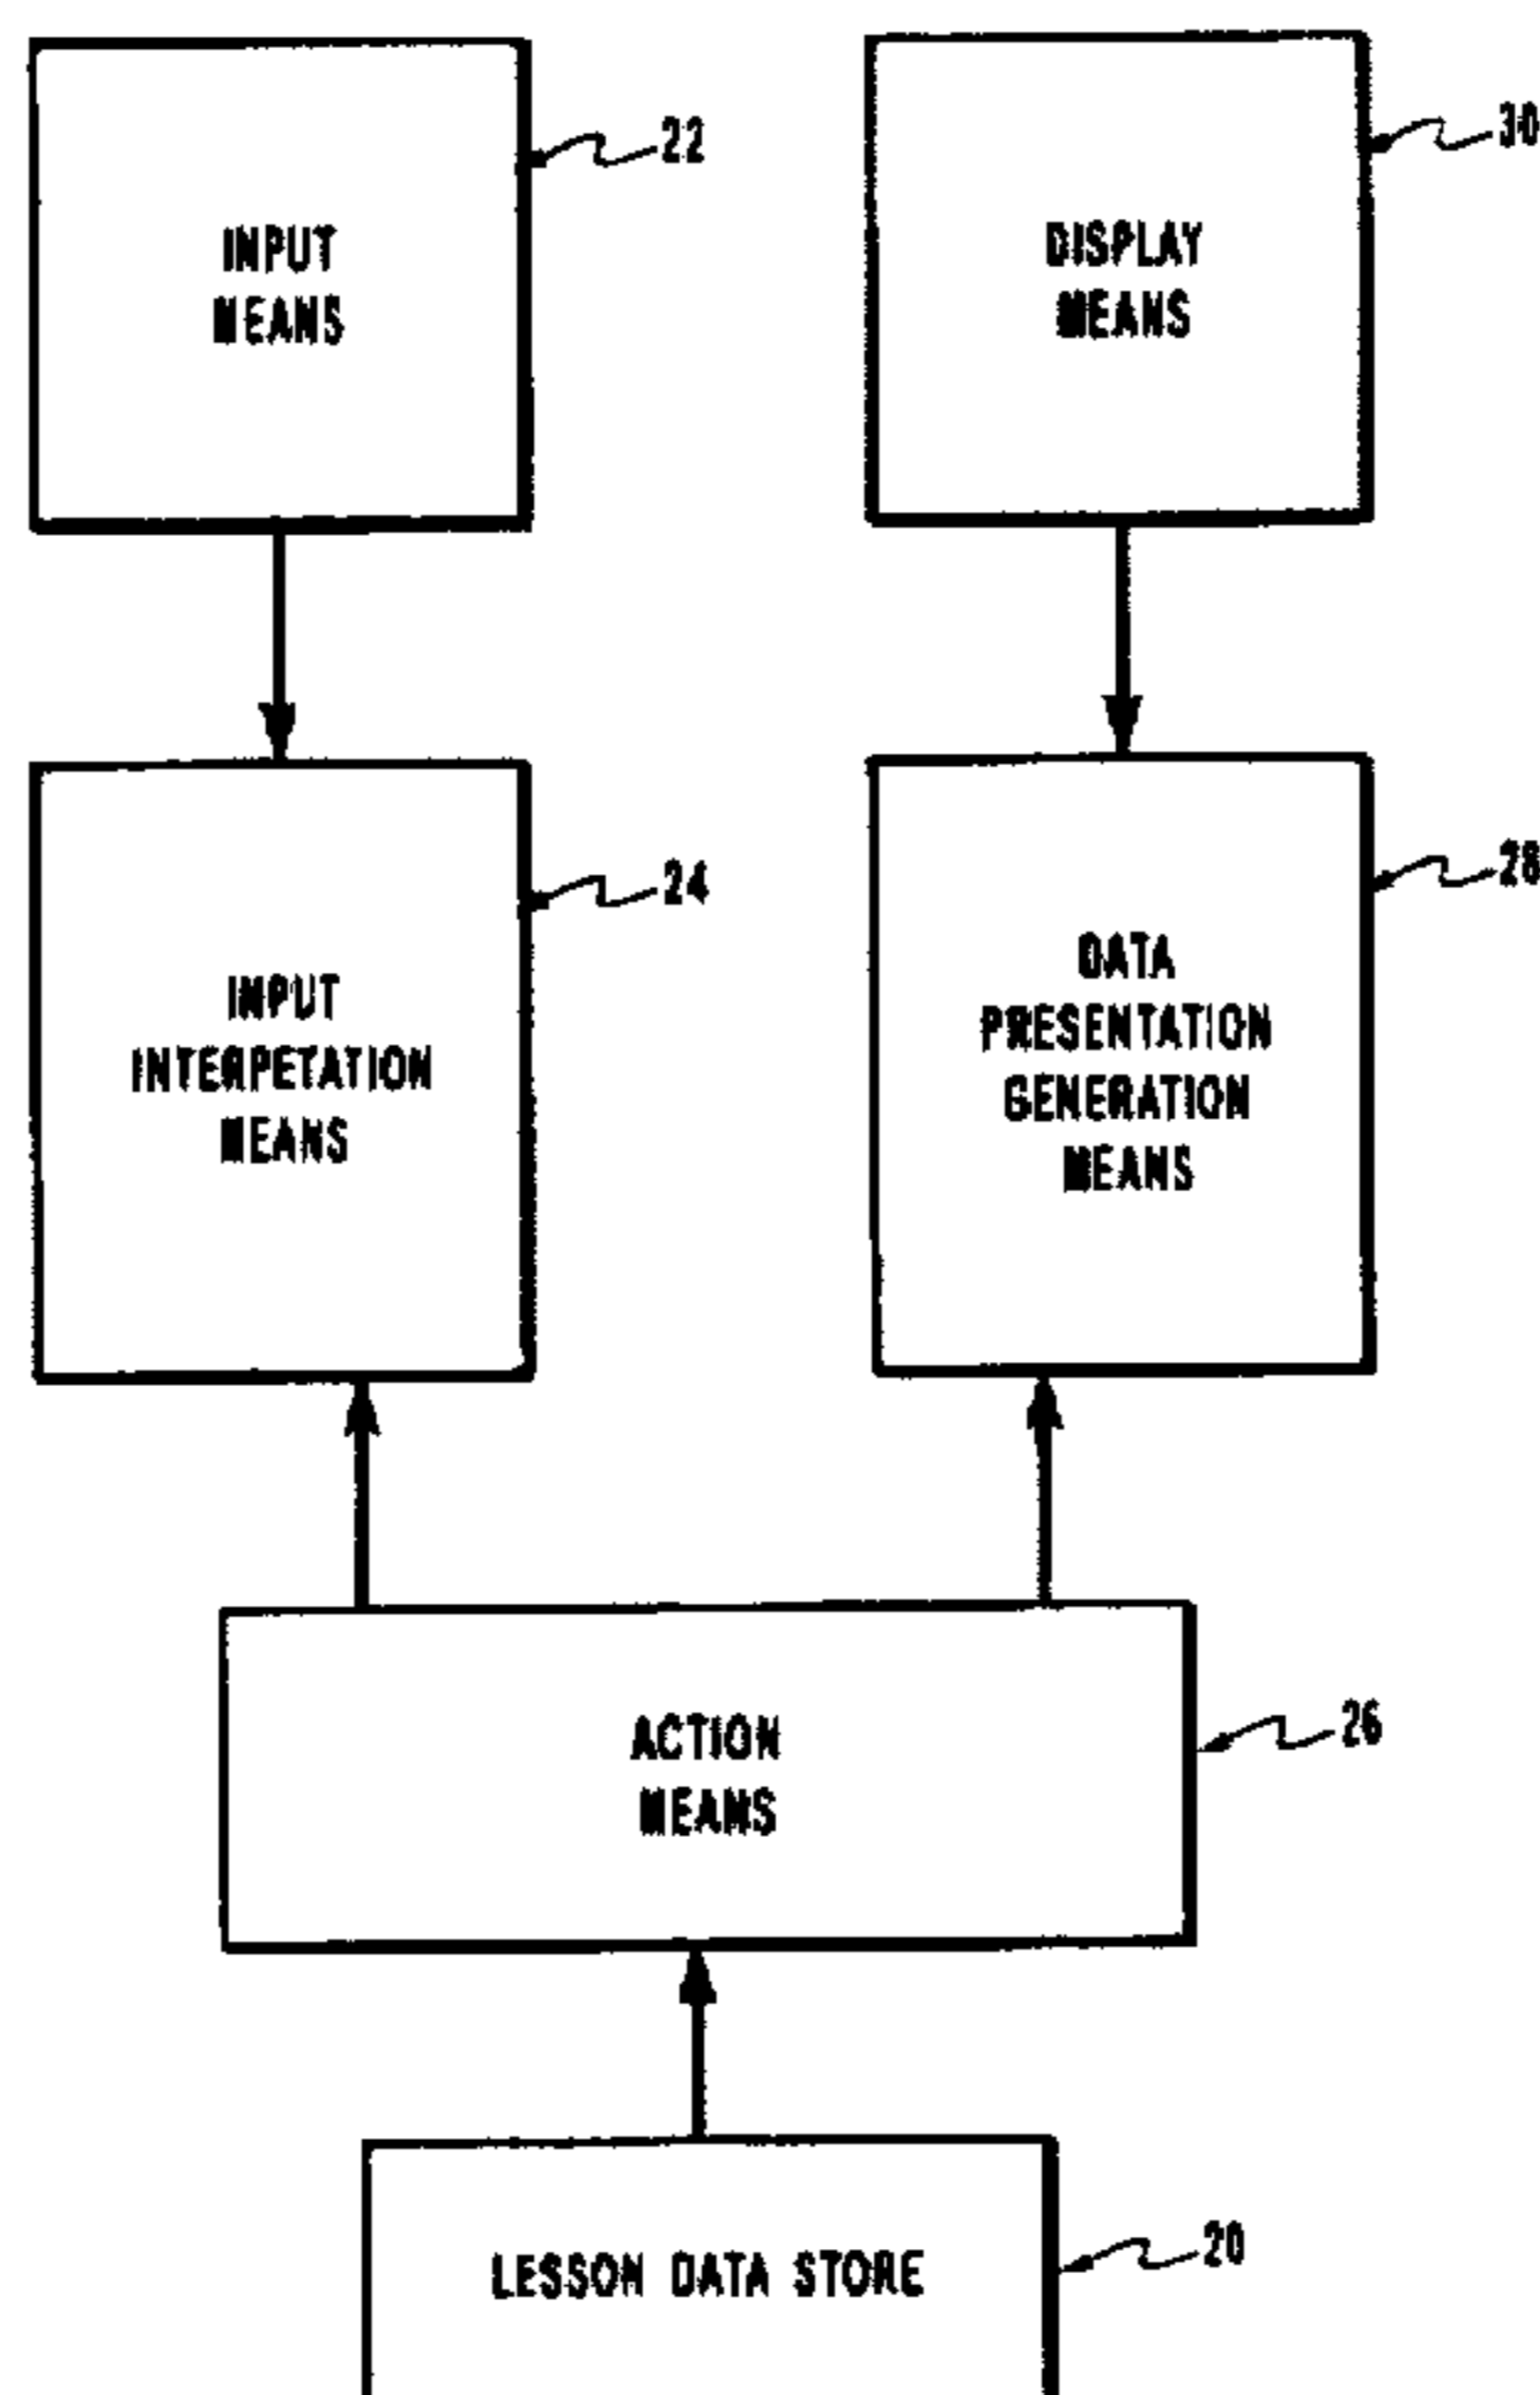 22
INPUT
MEANS
30
DISPLAY
MEANS
24
INPUT
INTERPETATION
MEANS
28
DATA
PRESENTATION
GENERATION
MEANS
26
ACTION
MEANS
20
LESSON DATA STORE